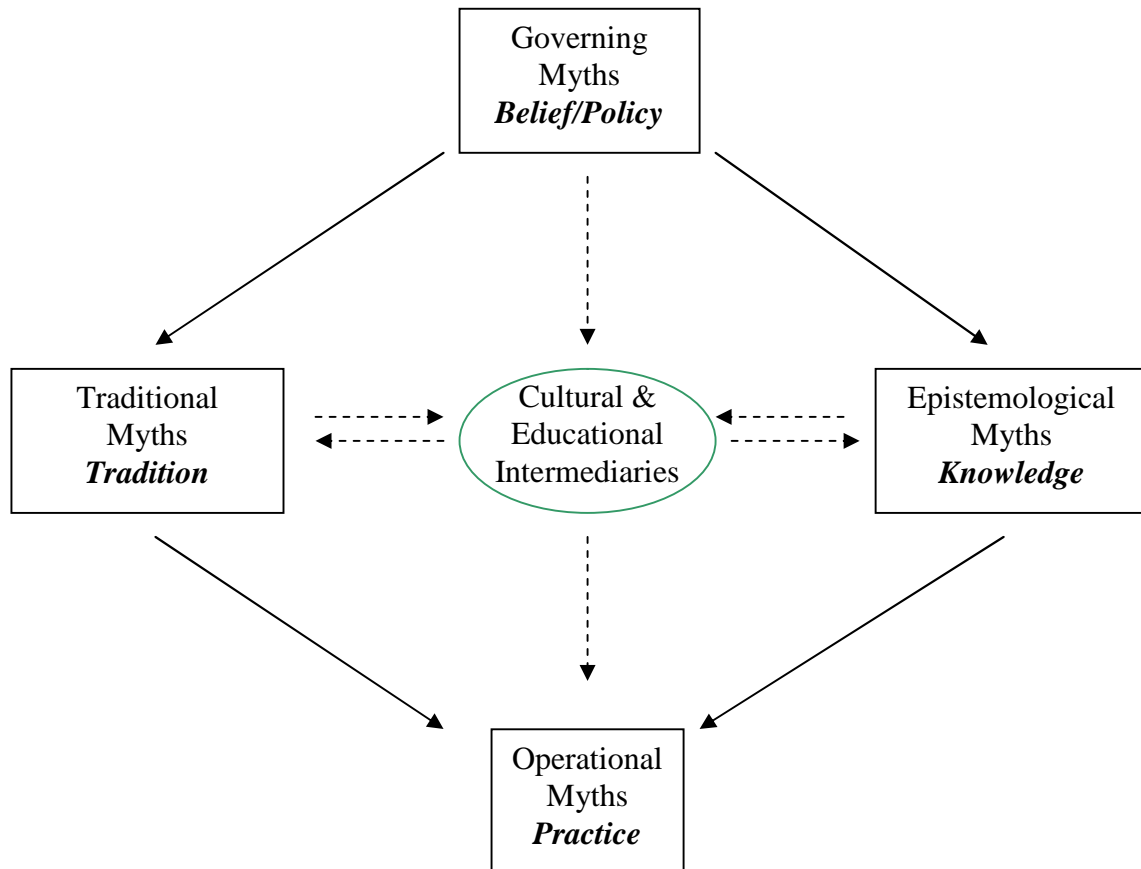 Governing
Myths
Belief/Policy
Traditional
Myths
Tradition
Cultural &
Educational
Intermediaries
Epistemological
Myths
Knowledge
Operational
Myths
Practice